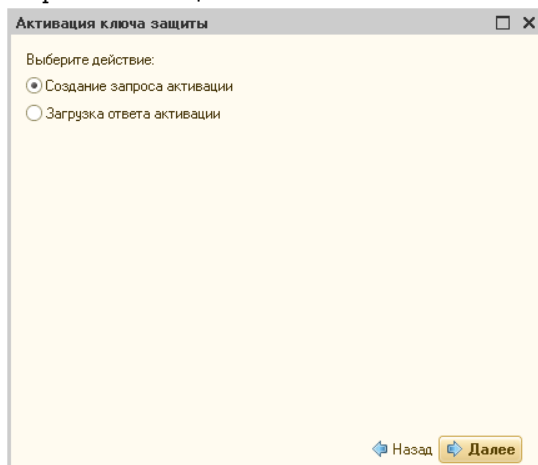 Активация ключа защиты
Выберите действие:
Создание запроса активации
Загрузка ответа активации
Назад Далее